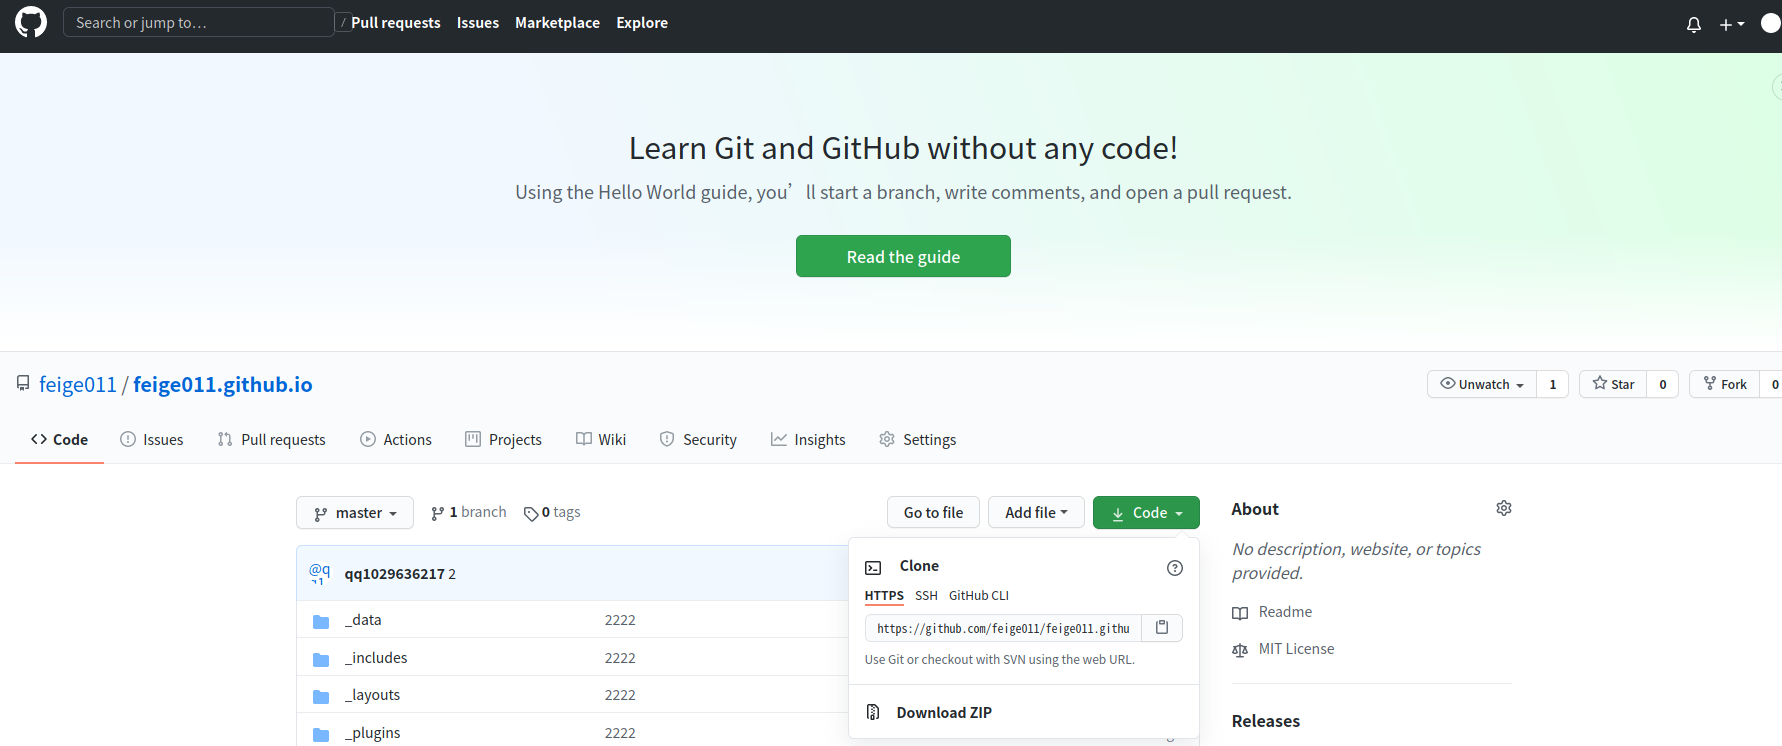 Search or jump to… / Pull requests Issues Marketplace Explore
Learn Git and GitHub without any code!
Using the Hello World guide, you’ll start a branch, write comments, and open a pull request.
Read the guide
feige011 / feige011.github.io Unwatch 1 Star 0 Fork 0
Code Issues Pull requests Actions Projects Wiki Security Insights Settings
master 1 branch 0 tags Go to file Add file Code
About
No description, website, or topics
provided.
Readme
MIT License
Releases
qq1029636217 2
_data 2222
_includes 2222
_layouts 2222
_plugins 2222
Clone
HTTPS SSH GitHub CLI
https://github.com/feige011/feige011.githu
Use Git or checkout with SVN using the web URL.
Download ZIP